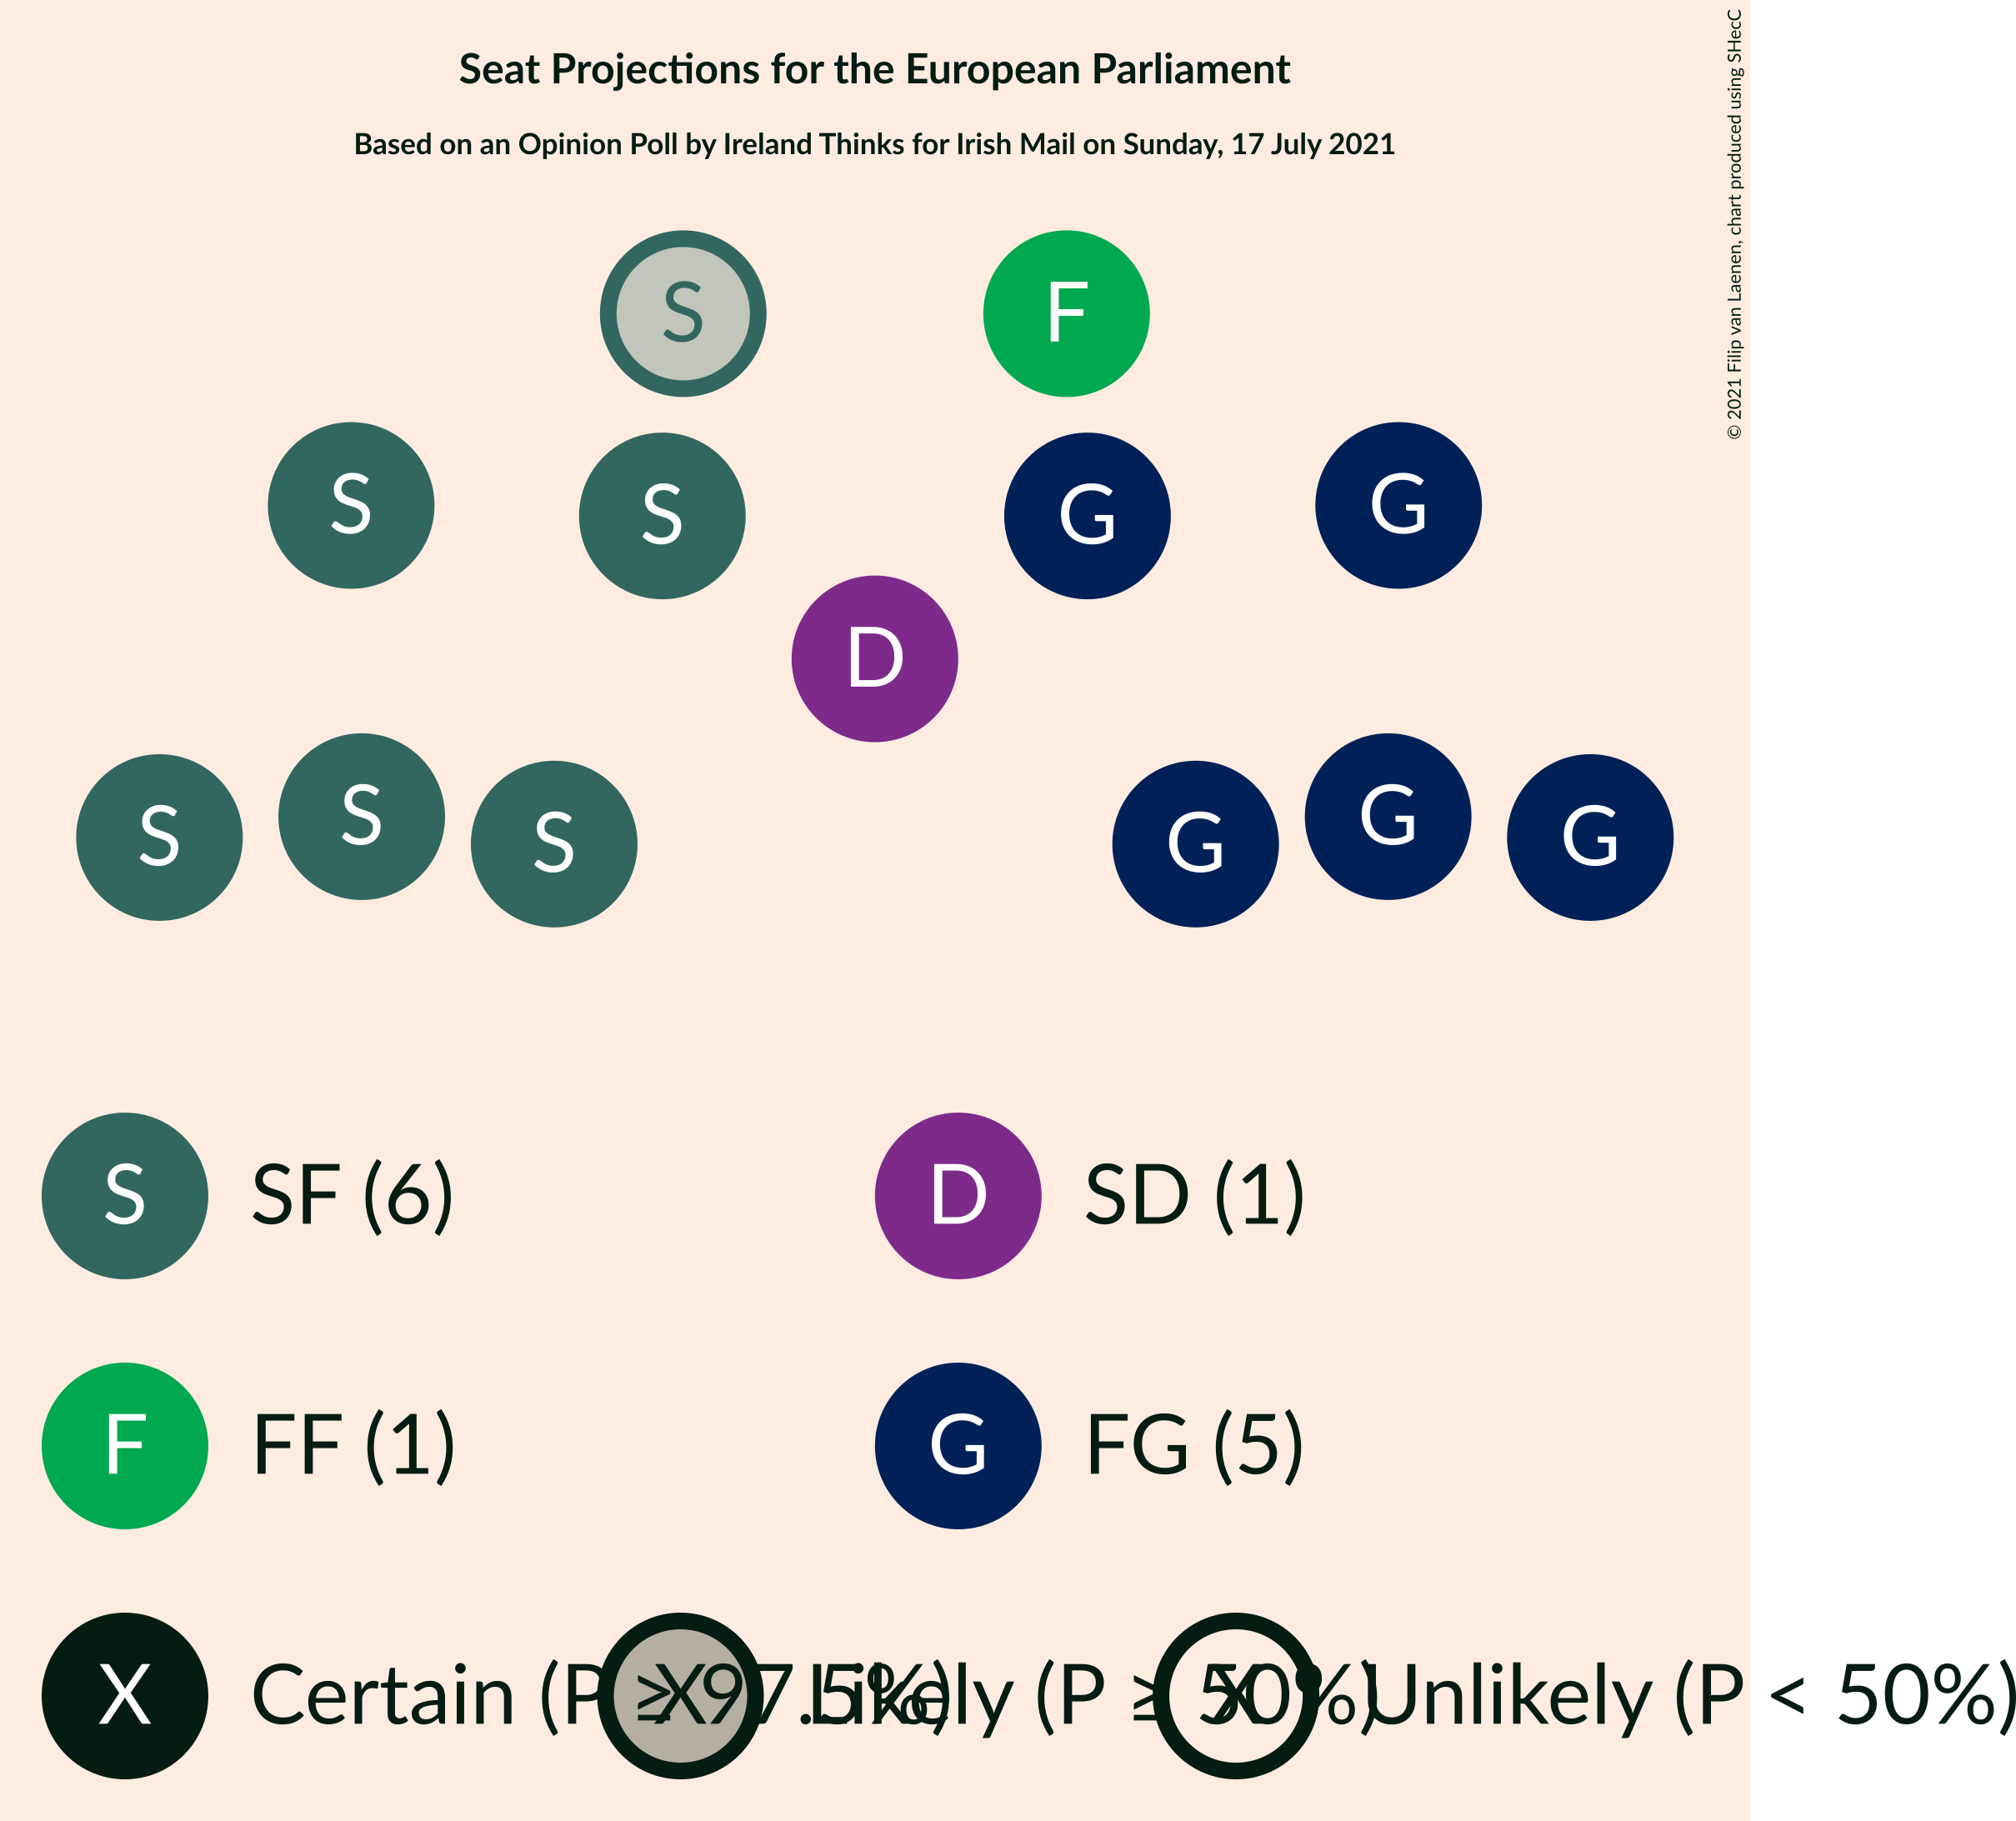 Seat Projections for the European Parliament
Based on an Opinion Poll by Ireland Thinks for Irish Mail on Sunday, 17 July 2021
© 2021 Filip van Laenen, chart produced using SHecC
S F
S S G G
D
S S S G G G
S SF (6) D SD (1)
F FF (1) G FG (5)
X Certain (P ≥ 97.5%) X Likely (P ≥ 50%) X Unlikely (P < 50%)